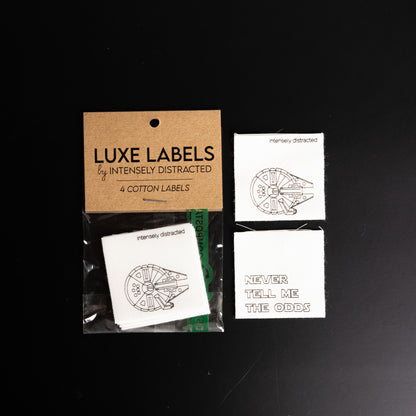 LUXE LABELS
by INTENSELY DISTRACTED
4 COTTON LABELS
intensely distracted
intensely distracted
NEVER
TELL ME
THE ODDS